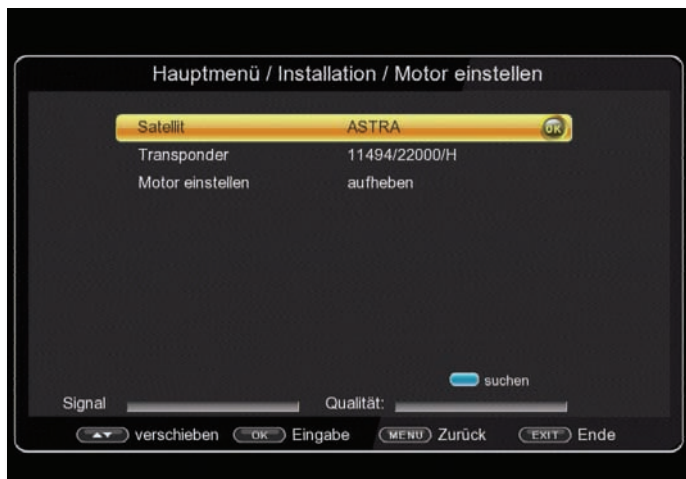 Hauptmenü / Installation / Motor einstellen
Satellit ASTRA OK
Transponder 11494/22000/H
Motor einstellen aufheben
suchen
Signal Qualität:
verschieben OK Eingabe MENU Zurück EXIT Ende